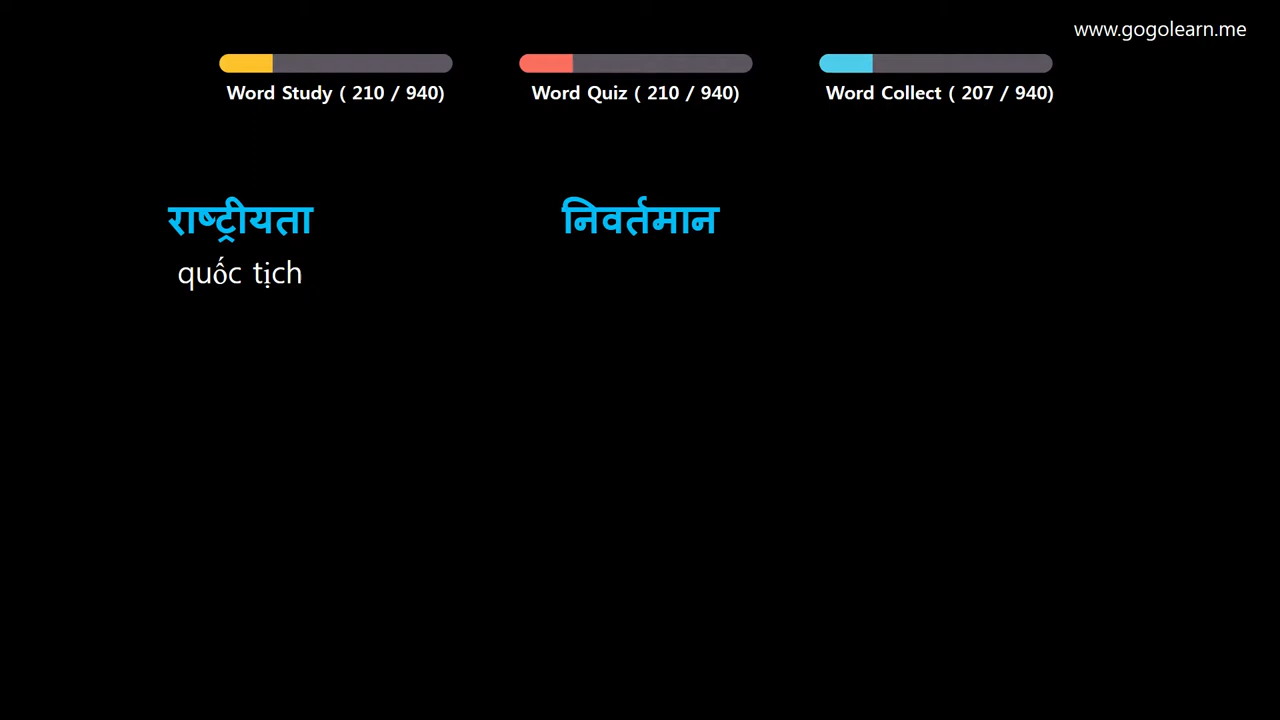 www.gogolearn.me
Word Study ( 210 / 940)
Word Quiz ( 210 / 940)
Word Collect ( 207 / 940)
राष्ट्रीयता
निवर्तमान
quốc tịch